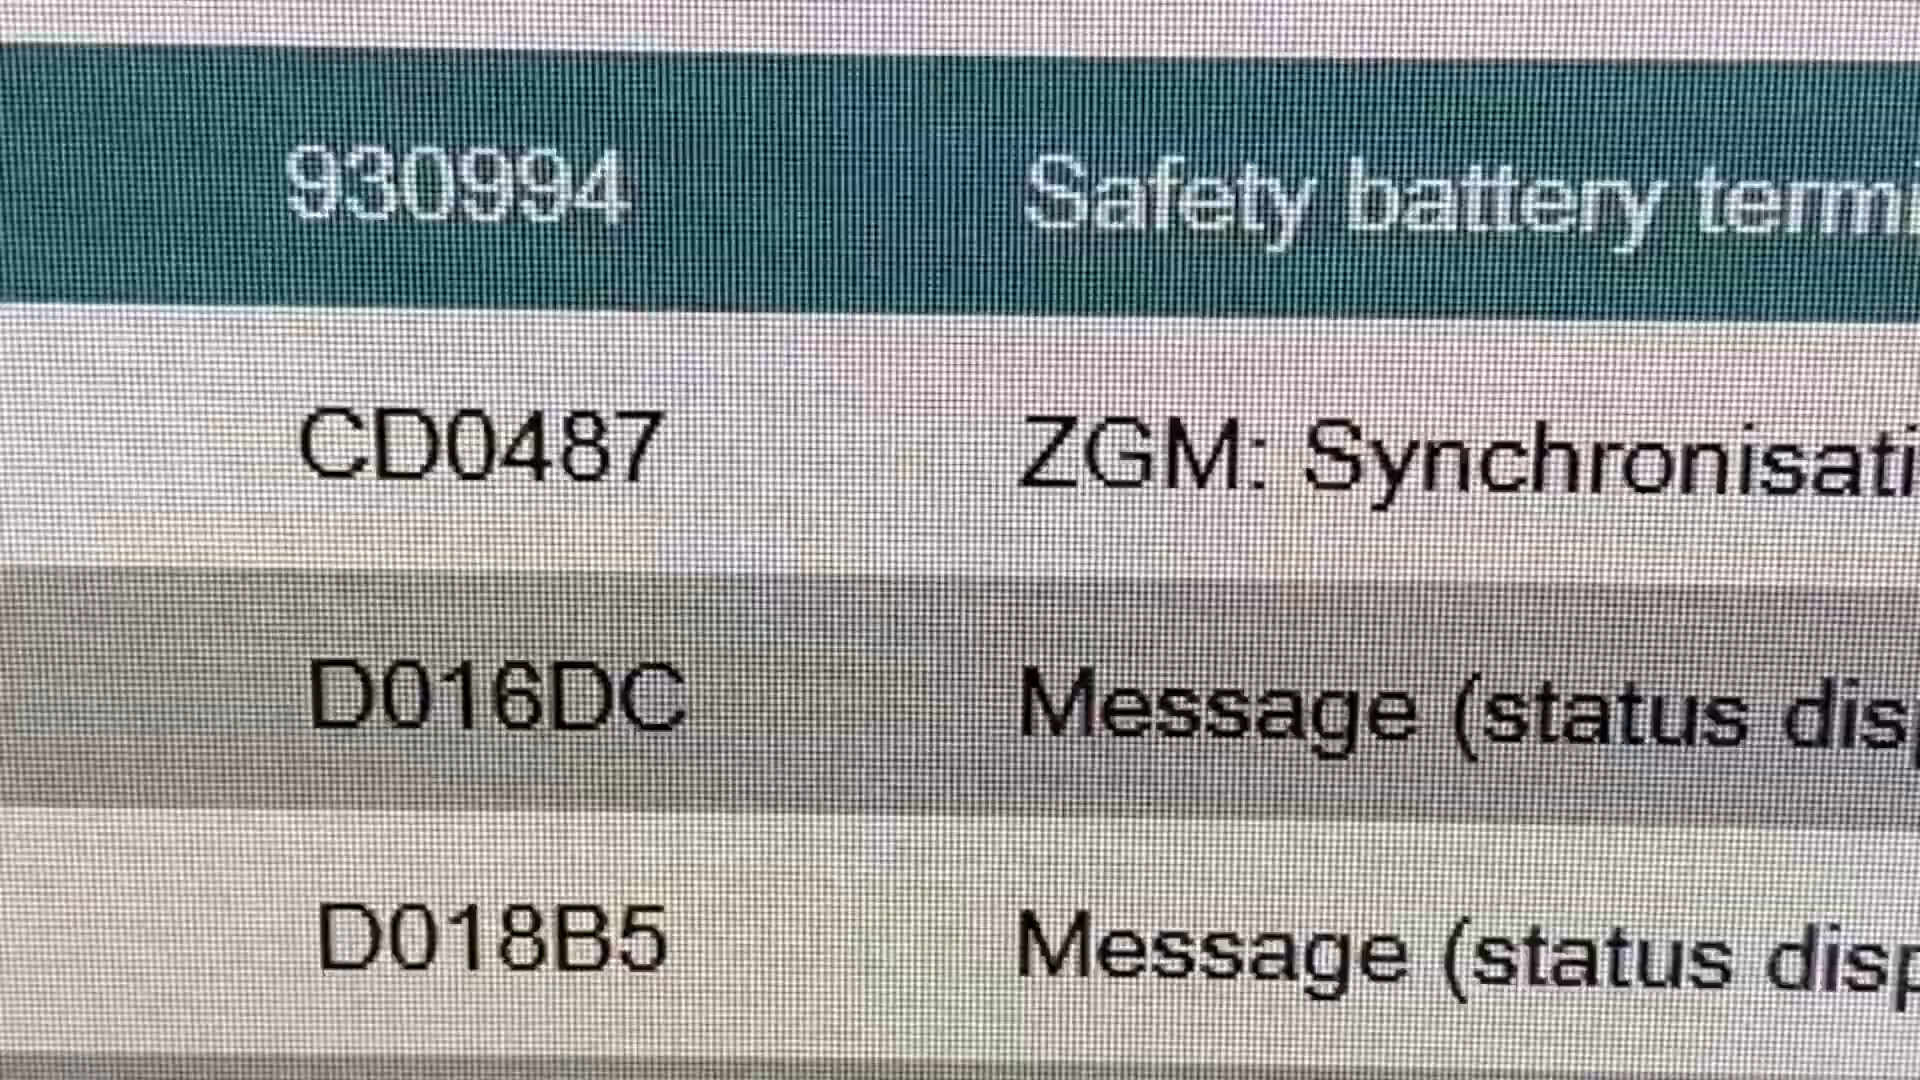 930994 Safety battery termi
CD0487 ZGM: Synchronisati
D016DC Message (status disp
D018B5 Message (status disp